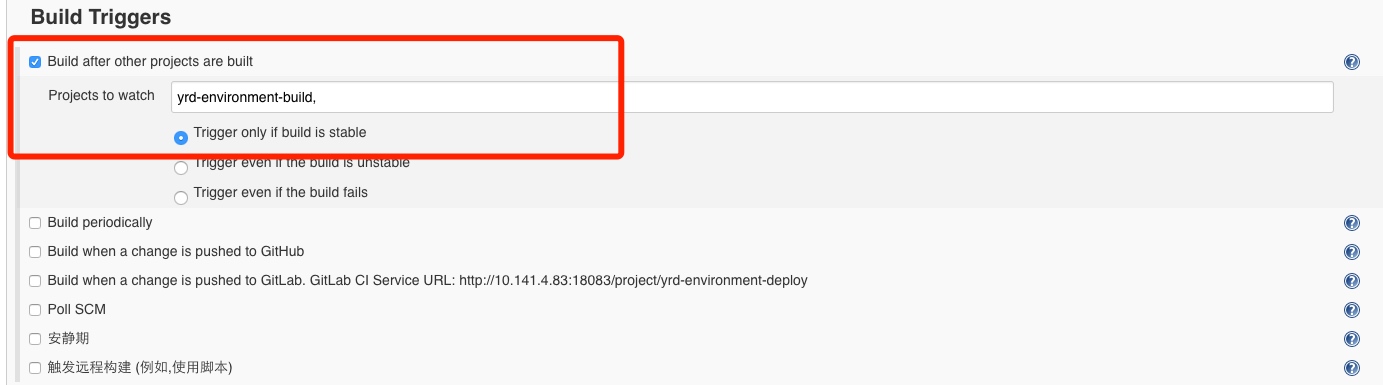 Build Triggers
Build after other projects are built
Projects to watch
yrd-environment-build,
Trigger only if build is stable
Trigger even if the build is unstable
Trigger even if the build fails
Build periodically
Build when a change is pushed to GitHub
Build when a change is pushed to GitLab. GitLab CI Service URL: http://10.141.4.83:18083/project/yrd-environment-deploy
Poll SCM
安静期
触发远程构建 (例如,使用脚本)